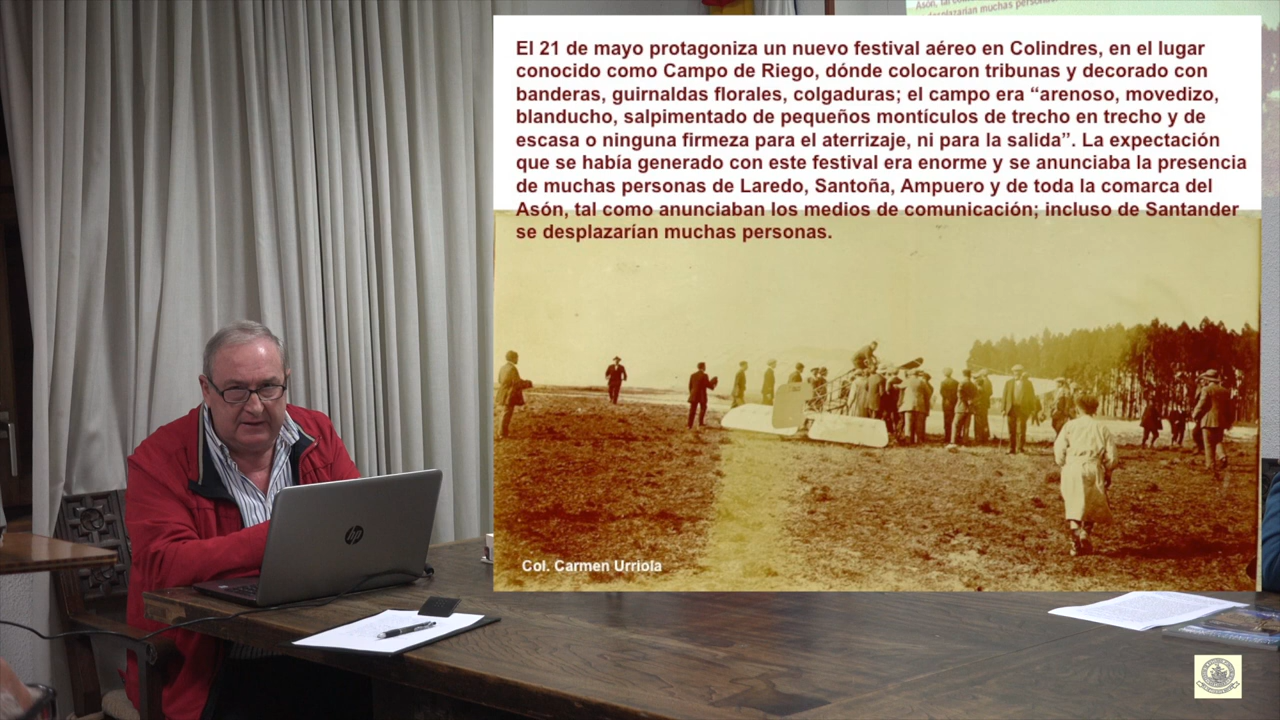 Asón, tal
desplazarían muchas personas.
El 21 de mayo protagoniza un nuevo festival aéreo en Colindres, en el lugar
conocido como Campo de Riego, dónde colocaron tribunas y decorado con
banderas, guirnaldas florales, colgaduras; el campo era “arenoso, movedizo,
blanducho, salpimentado de pequeños montículos de trecho en trecho y de
escasa o ninguna firmeza para el aterrizaje, ni para la salida”. La expectación
que se había generado con este festival era enorme y se anunciaba la presencia
de muchas personas de Laredo, Santoña, Ampuero y de toda la comarca del
Asón, tal como anunciaban los medios de comunicación; incluso de Santander
se desplazarían muchas personas.
Col. Carmen Urriola
hp